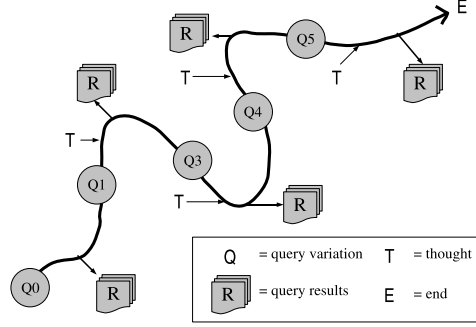 E
R
Q5
T
T
R
R
Q4
T
Q3
Q1
T
R
Q0
R
Q = query variation T = thought
R = query results E = end